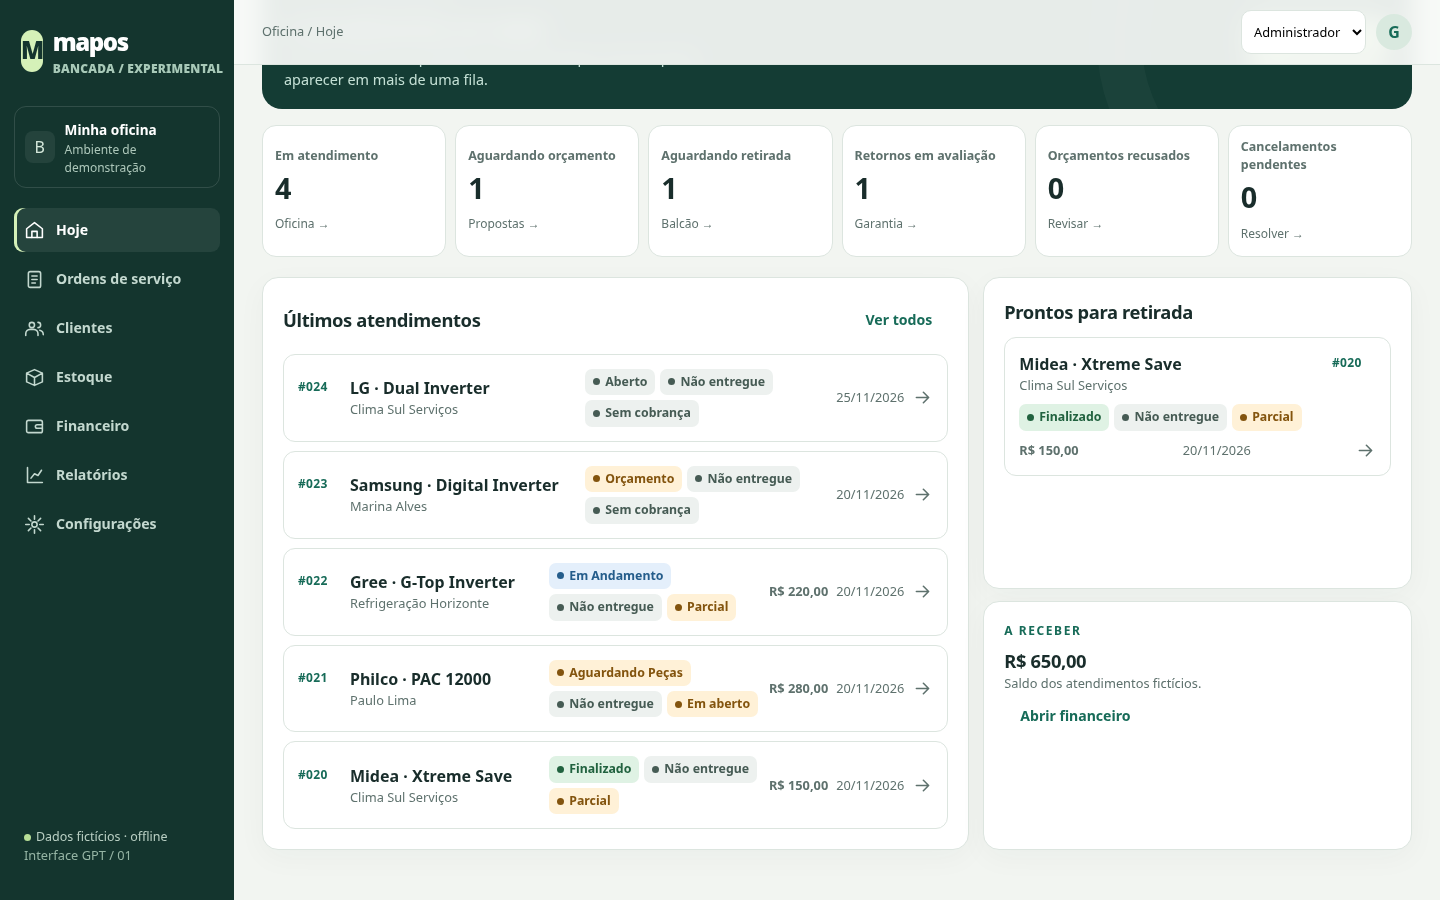 M
mapos
BANCADA / EXPERIMENTAL
B
Minha oficina
Ambiente de
demonstração
Hoje
Ordens de serviço
Clientes
Estoque
Financeiro
Relatórios
Configurações
Dados fictícios · offline
Interface GPT / 01
Oficina / Hoje
Administrador
G
aparecer em mais de uma fila.
Em atendimento
4
Oficina →
Aguardando orçamento
1
Propostas →
Aguardando retirada
1
Balcão →
Retornos em avaliação
1
Garantia →
Orçamentos recusados
0
Revisar →
Cancelamentos
pendentes
0
Resolver →
Últimos atendimentos
Ver todos
#024
LG · Dual Inverter
Clima Sul Serviços
Aberto
Não entregue
Sem cobrança
25/11/2026
#023
Samsung · Digital Inverter
Marina Alves
Orçamento
Não entregue
Sem cobrança
20/11/2026
#022
Gree · G-Top Inverter
Refrigeração Horizonte
Em Andamento
Não entregue
Parcial
R$ 220,00
20/11/2026
#021
Philco · PAC 12000
Paulo Lima
Aguardando Peças
Não entregue
Em aberto
R$ 280,00
20/11/2026
#020
Midea · Xtreme Save
Clima Sul Serviços
Finalizado
Não entregue
Parcial
R$ 150,00
20/11/2026
Prontos para retirada
Midea · Xtreme Save
#020
Clima Sul Serviços
Finalizado
Não entregue
Parcial
R$ 150,00
20/11/2026
A RECEBER
R$ 650,00
Saldo dos atendimentos fictícios.
Abrir financeiro